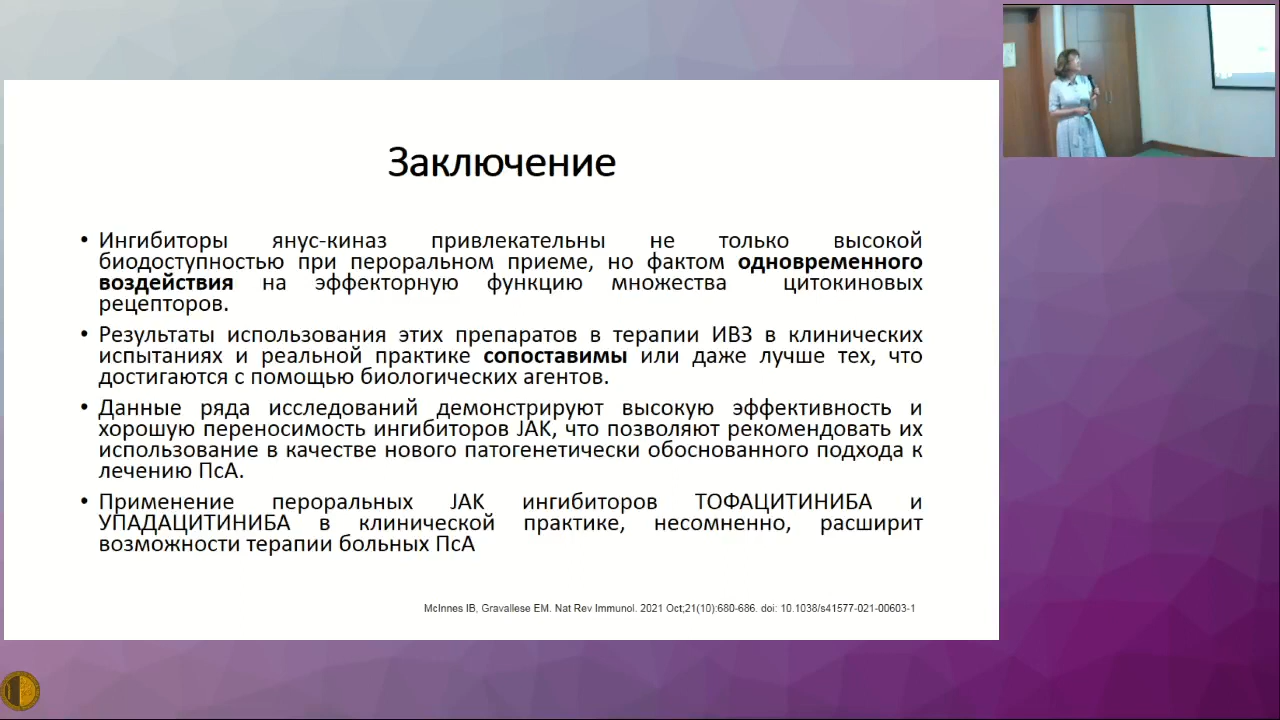 Заключение
• Ингибиторы янус-киназ привлекательны не только высокой
биодоступностью при пероральном приеме, но фактом одновременного
воздействия на эффекторную функцию множества цитокиновых
рецепторов.
• Результаты использования этих препаратов в терапии ИВЗ в клинических
испытаниях и реальной практике сопоставимы или даже лучше тех, что
достигаются с помощью биологических агентов.
• Данные ряда исследований демонстрируют высокую эффективность и
хорошую переносимость ингибиторов JAK, что позволяют рекомендовать их
использование в качестве нового патогенетически обоснованного подхода к
лечению ПсА.
• Применение пероральных JAK ингибиторов ТОФАЦИТИНИБА и
УПАДАЦИТИНИБА в клинической практике, несомненно, расширит
возможности терапии больных ПсА
McInnes IB, Gravallese EM. Nat Rev Immunol. 2021 Oct;21(10):680-686. doi: 10.1038/s41577-021-00603-1